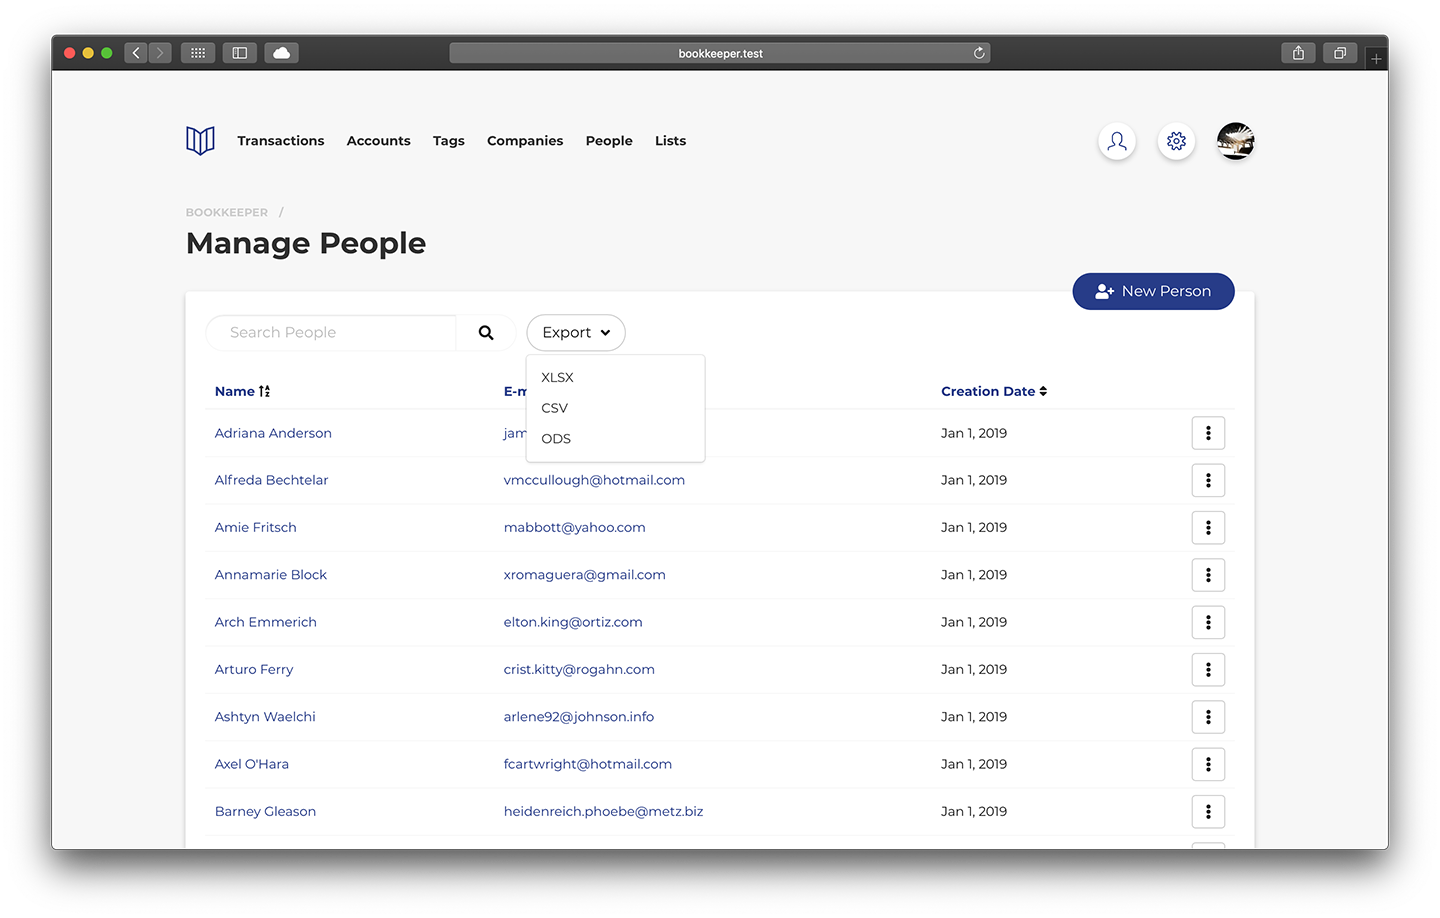 bookkeeper.test
Transactions Accounts Tags Companies People Lists
BOOKKEEPER /
Manage People
New Person
Search People Export
XLSX
CSV
ODS
Name Creation Date
Adriana Anderson Jan 1, 2019
Alfreda Bechtelar vmccullough@hotmail.com Jan 1, 2019
Amie Fritsch mabbott@yahoo.com Jan 1, 2019
Annamarie Block xromaguera@gmail.com Jan 1, 2019
Arch Emmerich elton.king@ortiz.com Jan 1, 2019
Arturo Ferry crist.kitty@rogahn.com Jan 1, 2019
Ashtyn Waelchi arlene92@johnson.info Jan 1, 2019
Axel O'Hara fcartwright@hotmail.com Jan 1, 2019
Barney Gleason heidenreich.phoebe@metz.biz Jan 1, 2019